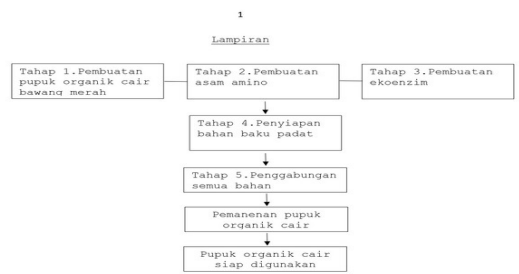 1
Lampiran
Tahap 1.Pembuatan
pupuk organik cair
bawang merah
Tahap 2.Pembuatan
asam amino
Tahap 3.Pembuatan
ekoenzim
Tahap 4.Penyiapan
bahan baku padat
Tahap 5.Penggabungan
semua bahan
Pemanenan pupuk
organik cair
Pupuk organik cair
siap digunakan